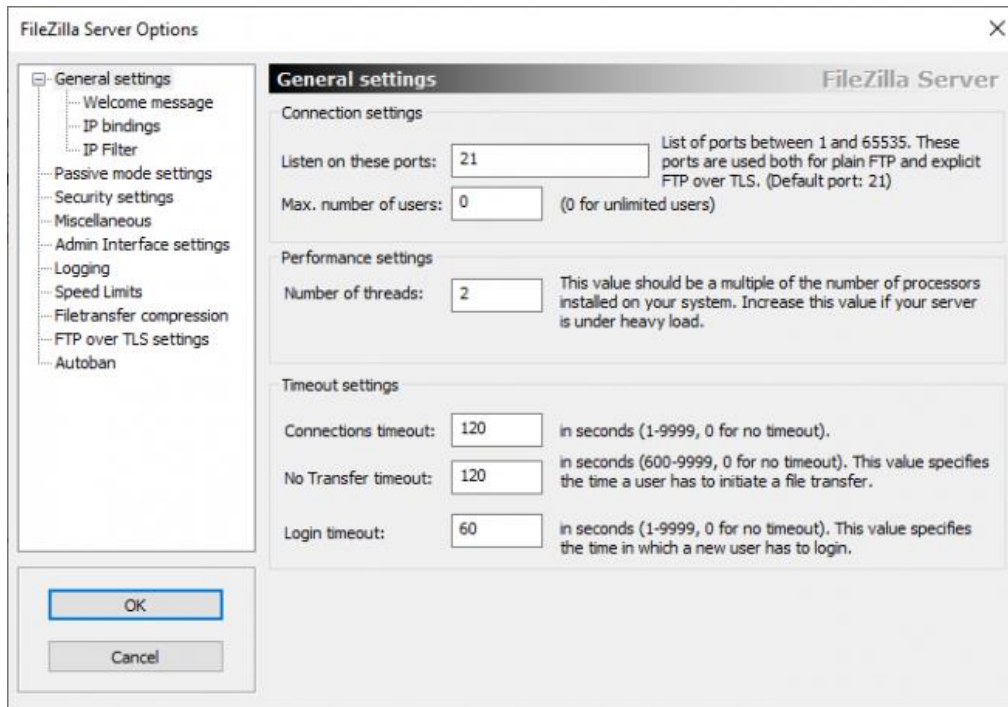 FileZilla Server Options
General settings
Welcome message
IP bindings
IP Filter
Passive mode settings
Security settings
Miscellaneous
Admin Interface settings
Logging
Speed Limits
Filetransfer compression
FTP over TLS settings
Autoban
OK
Cancel
General settings
FileZilla Server
Connection settings
Listen on these ports:
21
List of ports between 1 and 65535. These
ports are used both for plain FTP and explicit
FTP over TLS. (Default port: 21)
Max. number of users:
0
(0 for unlimited users)
Performance settings
Number of threads:
2
This value should be a multiple of the number of processors
installed on your system. Increase this value if your server
is under heavy load.
Timeout settings
Connections timeout:
120
in seconds (1-9999, 0 for no timeout).
No Transfer timeout:
120
in seconds (600-9999, 0 for no timeout). This value specifies
the time a user has to initiate a file transfer.
Login timeout:
60
in seconds (1-9999, 0 for no timeout). This value specifies
the time in which a new user has to login.